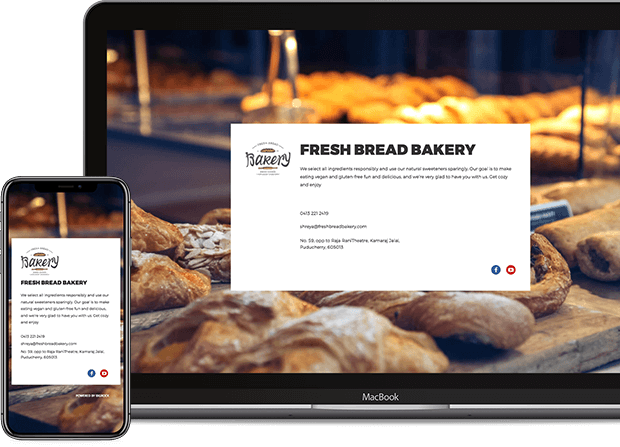 Bakery
FRESH BREAD BAKERY
We select all ingredients responsibly and use our natural sweeteners sparingly. Our goal is to make
eating vegan and gluten-free fun and delicious, and we're very glad to have you with us. Get cozy
and enjoy.
0413 221 2419
shreya@freshbreadbakery.com
No. 59, opp to Raja RaniTheatre, Kamaraj Jalai,
Puducherry, 605013
MacBook
Bakery
FRESH BREAD BAKERY
We select all ingredients responsibly and use our
natural sweeteners sparingly. Our goal is to make
eating vegan and gluten-free fun and delicious,
and we're very glad to have you with us. Get cozy
and enjoy.
0413 221 2419
shreya@freshbreadbakery.com
No. 59, opp to Raja RaniTheatre, Kamaraj Jalai,
Puducherry, 605013
POWERED BY BIGROCK